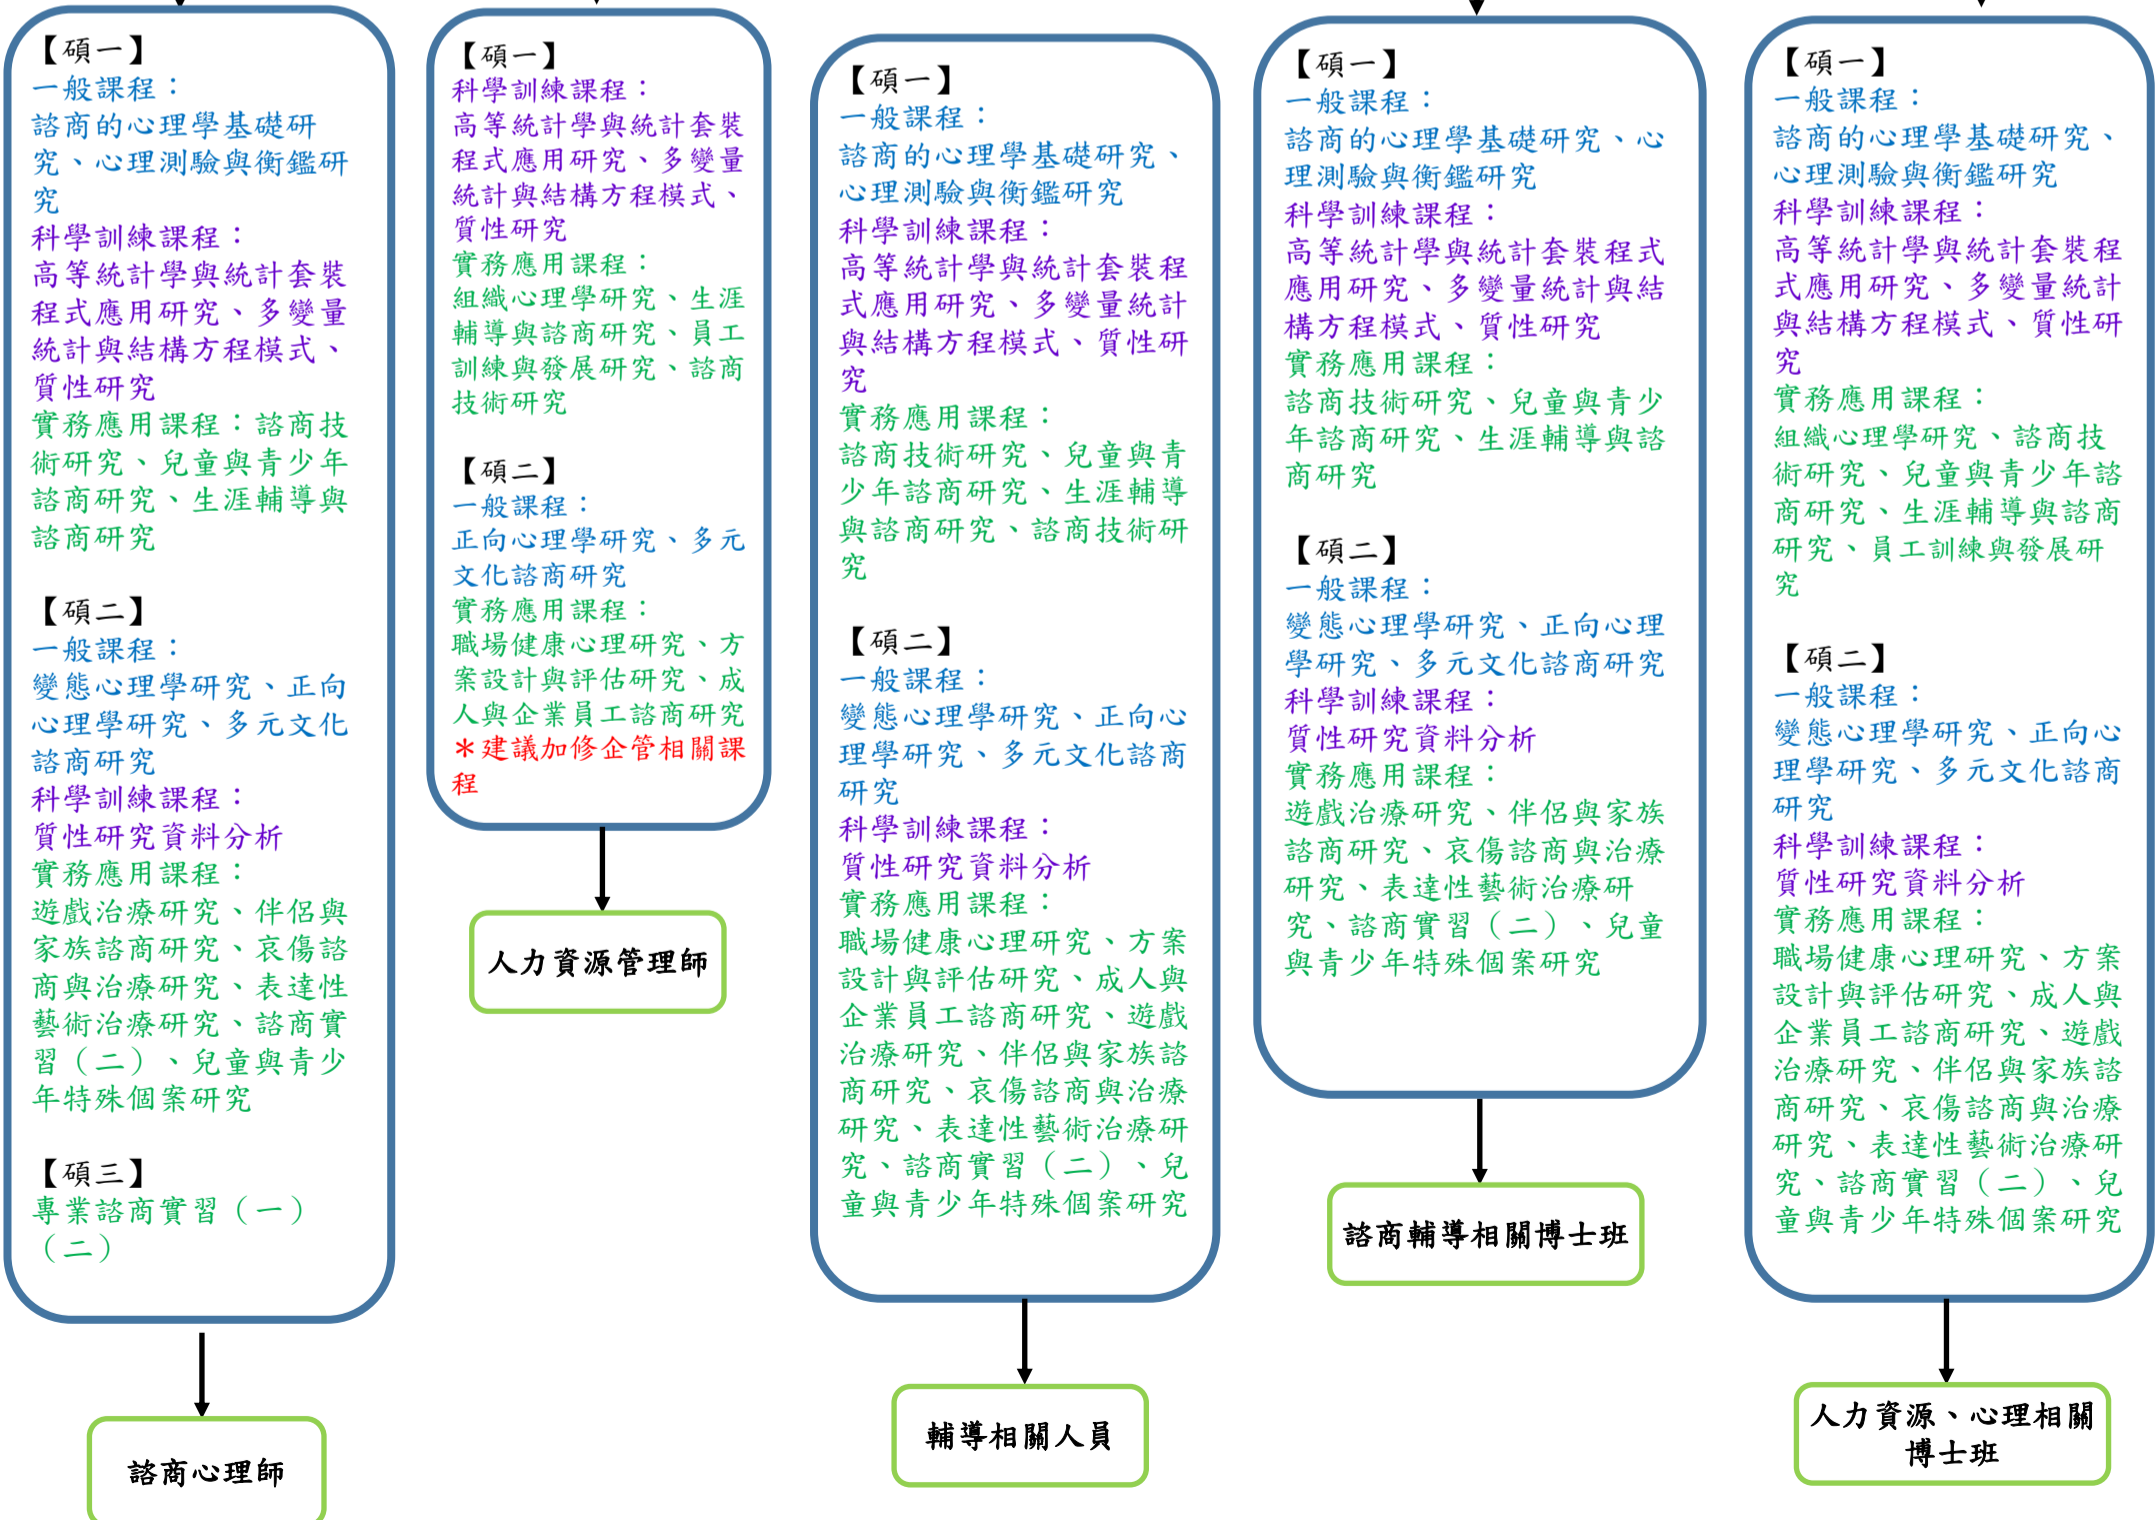 【碩一】
一般課程：
諮商的心理學基礎研
究、心理測驗與衡鑑研
究
科學訓練課程：
高等統計學與統計套裝
程式應用研究、多變量
統計與結構方程模式、
質性研究
實務應用課程：諮商技
術研究、兒童與青少年
諮商研究、生涯輔導與
諮商研究
【碩二】
一般課程：
變態心理學研究、正向
心理學研究、多元文化
諮商研究
科學訓練課程：
質性研究資料分析
實務應用課程：
遊戲治療研究、伴侶與
家族諮商研究、哀傷諮
商與治療研究、表達性
藝術治療研究、諮商實
習（二）、兒童與青少
年特殊個案研究
【碩三】
專業諮商實習（一）
（二）
諮商心理師
【碩一】
科學訓練課程：
高等統計學與統計套裝
程式應用研究、多變量
統計與結構方程模式、
質性研究
實務應用課程：
組織心理學研究、生涯
輔導與諮商研究、員工
訓練與發展研究、諮商
技術研究
【碩二】
一般課程：
正向心理學研究、多元
文化諮商研究
實務應用課程：
職場健康心理研究、方
案設計與評估研究、成
人與企業員工諮商研究
＊建議加修企管相關課
程
人力資源管理師
【碩一】
一般課程：
諮商的心理學基礎研究、
心理測驗與衡鑑研究
科學訓練課程：
高等統計學與統計套裝程
式應用研究、多變量統計
與結構方程模式、質性研
究
實務應用課程：
諮商技術研究、兒童與青
少年諮商研究、生涯輔導
與諮商研究、諮商技術研
究
【碩二】
一般課程：
變態心理學研究、正向心
理學研究、多元文化諮商
研究
科學訓練課程：
質性研究資料分析
實務應用課程：
職場健康心理研究、方案
設計與評估研究、成人與
企業員工諮商研究、遊戲
治療研究、伴侶與家族諮
商研究、哀傷諮商與治療
研究、表達性藝術治療研
究、諮商實習（二）、兒
童與青少年特殊個案研究
輔導相關人員
【碩一】
一般課程：
諮商的心理學基礎研究、心
理測驗與衡鑑研究
科學訓練課程：
高等統計學與統計套裝程式
應用研究、多變量統計與結
構方程模式、質性研究
實務應用課程：
諮商技術研究、兒童與青少
年諮商研究、生涯輔導與諮
商研究
【碩二】
一般課程：
變態心理學研究、正向心理
學研究、多元文化諮商研究
科學訓練課程：
質性研究資料分析
實務應用課程：
遊戲治療研究、伴侶與家族
諮商研究、哀傷諮商與治療
研究、表達性藝術治療研
究、諮商實習（二）、兒童
與青少年特殊個案研究
諮商輔導相關博士班
【碩一】
一般課程：
諮商的心理學基礎研究、
心理測驗與衡鑑研究
科學訓練課程：
高等統計學與統計套裝程
式應用研究、多變量統計
與結構方程模式、質性研
究
實務應用課程：
組織心理學研究、諮商技
術研究、兒童與青少年諮
商研究、生涯輔導與諮商
研究、員工訓練與發展研
究
【碩二】
一般課程：
變態心理學研究、正向心
理學研究、多元文化諮商
研究
科學訓練課程：
質性研究資料分析
實務應用課程：
職場健康心理研究、方案
設計與評估研究、成人與
企業員工諮商研究、遊戲
治療研究、伴侶與家族諮
商研究、哀傷諮商與治療
研究、表達性藝術治療研
究、諮商實習（二）、兒
童與青少年特殊個案研究
人力資源、心理相關
博士班